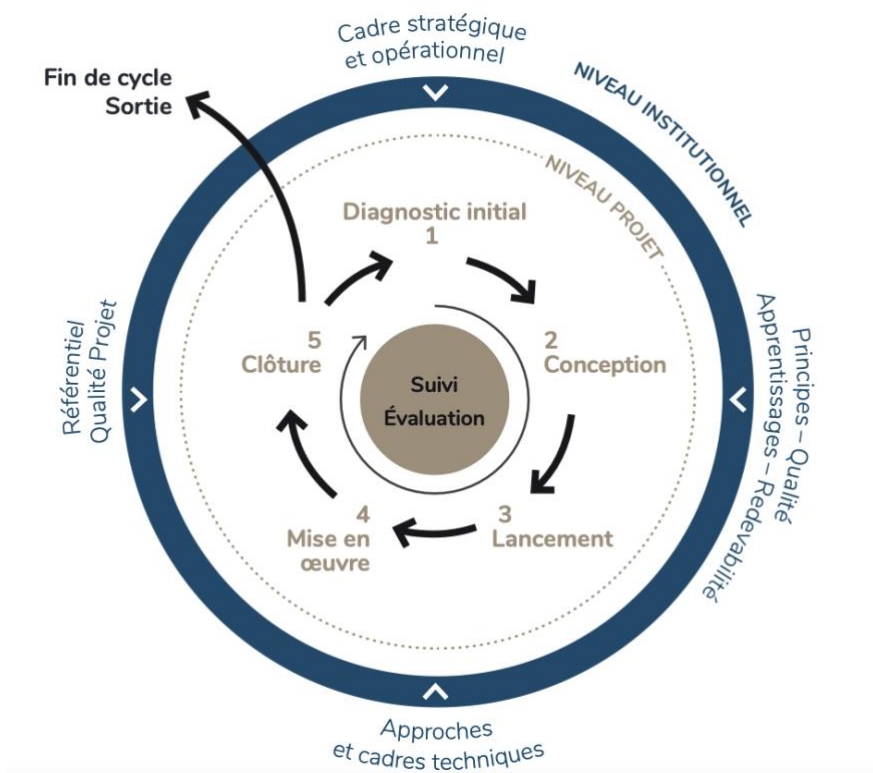 Cadre stratégique
et opérationnel
NIVEAU INSTITUTIONNEL
Fin de cycle
Sortie
NIVEAU PROJET
Diagnostic initial
1
2
Conception
3
Lancement
4
Mise en
œuvre
5
Clôture
Suivi
Évaluation
Référentiel
Qualité Projet
Principes – Qualité
Apprentissages – Redevabilité
Approches
et cadres techniques